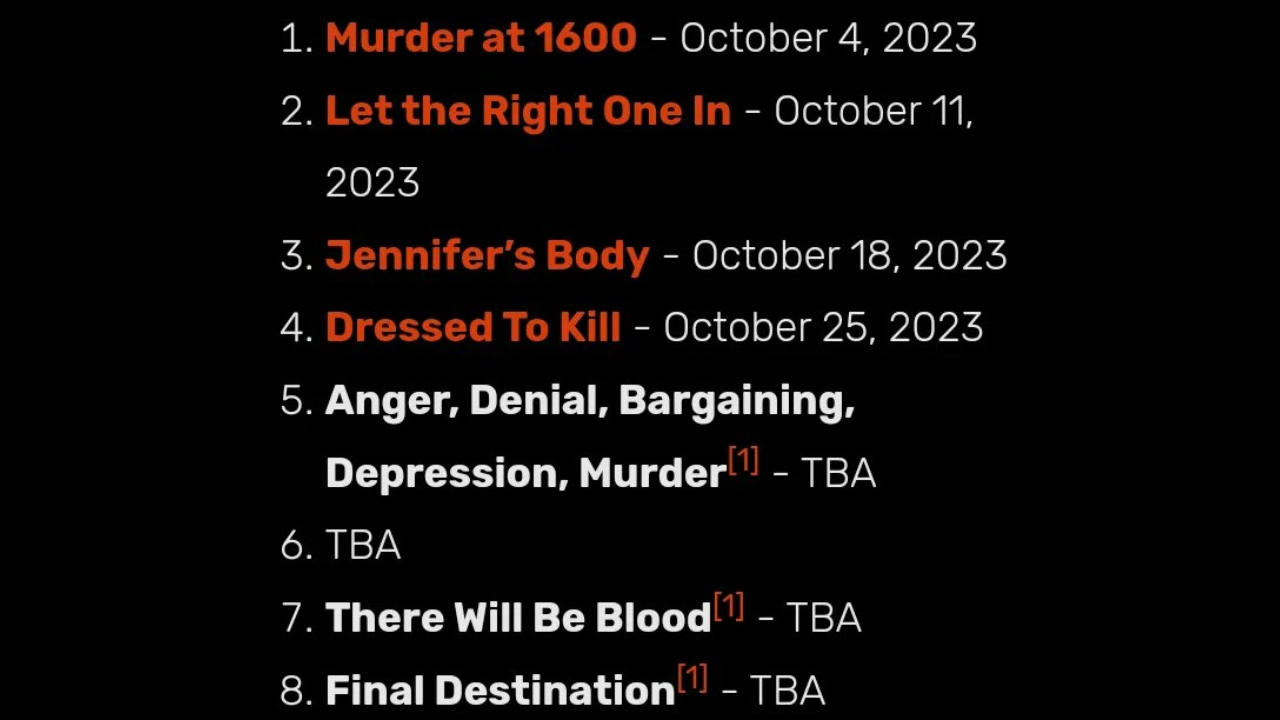 1. Murder at 1600 - October 4, 2023
2. Let the Right One In - October 11,
2023
3. Jennifer’s Body - October 18, 2023
4. Dressed To Kill - October 25, 2023
5. Anger, Denial, Bargaining,
Depression, Murder[1] - TBA
6. TBA
7. There Will Be Blood[1] - TBA
8. Final Destination[1] - TBA